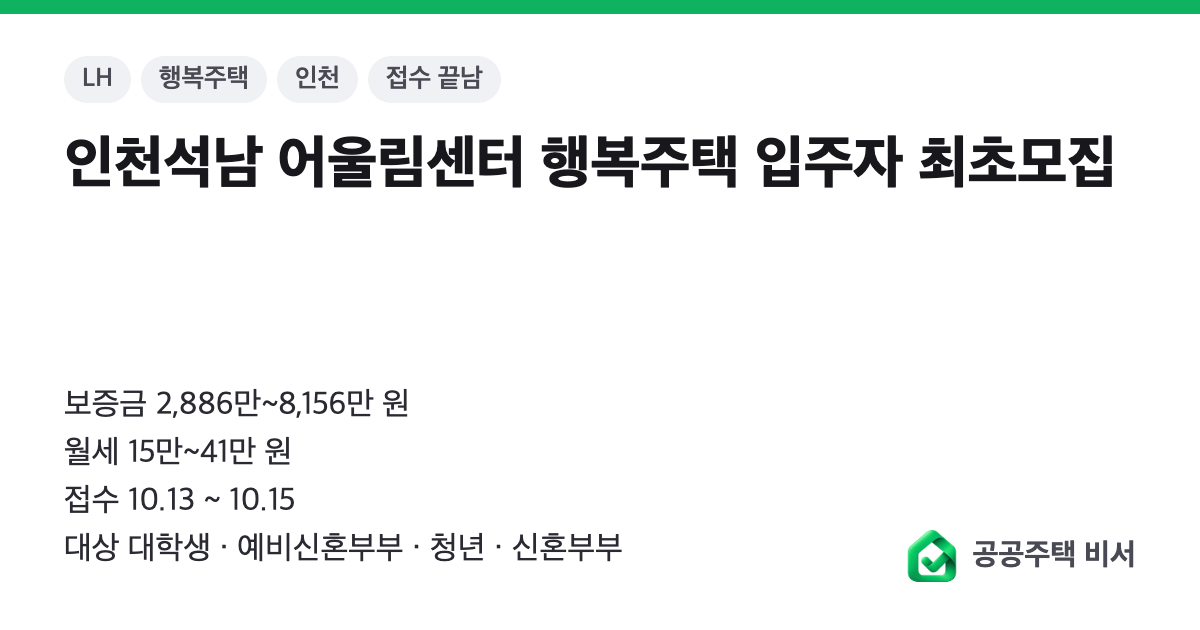 LH 행복주택 인천 접수 끝남
인천석남 어울림센터 행복주택 입주자 최초모집
보증금 2,886만~8,156만 원
월세 15만~41만 원
접수 10.13 ~ 10.15
대상 대학생 · 예비신혼부부 · 청년 · 신혼부부
공공주택 비서